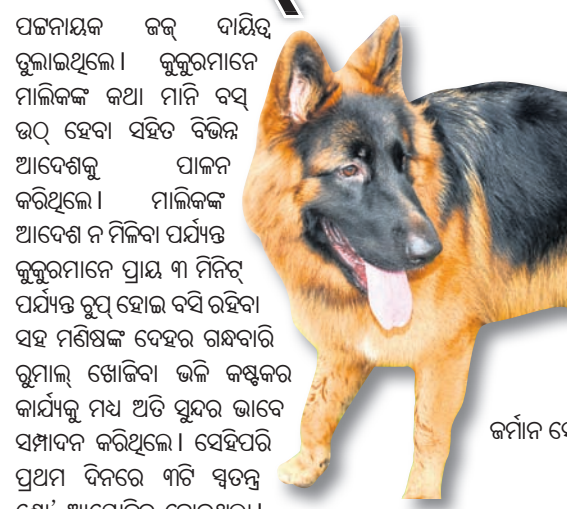 ପଟ୍ଟନାୟକ ଜଜ୍ ଦାୟିତ୍ଵ
ତୁଲାଇଥିଲେ। କୁକୁରମାନେ
ମାଲିକଙ୍କ କଥା ମାନି ବସ୍
ଉଠ୍ ହେବା ସହିତ ବିଭିନ୍ନ
ଆଦେଶକୁ ପାଳନ
କରିଥିଲେ। ମାଲିକଙ୍କ
ଆଦେଶ ନ ମିଳିବା ପର୍ଯ୍ୟନ୍ତ
କୁକୁରମାନେ ପ୍ରାୟ ୩ ମିନିଟ୍
ପର୍ଯ୍ୟନ୍ତ ଚୁପ୍ ହୋଇ ବସି ରହିବା
ସହ ମଣିଷଙ୍କ ଦେହର ଗନ୍ଧବାରି
ରୁମାଲ୍ ଖୋଜିବା ଭଳି କଷ୍ଟକର
କାର୍ଯ୍ୟକୁ ମଧ୍ୟ ଅତି ସୁନ୍ଦର ଭାବେ
ସମ୍ପାଦନ କରିଥିଲେ। ସେହିପରି
ପ୍ରଥମ ଦିନରେ ୩ଟି ସ୍ୱତନ୍ତ୍ର
ଜର୍ମାନ